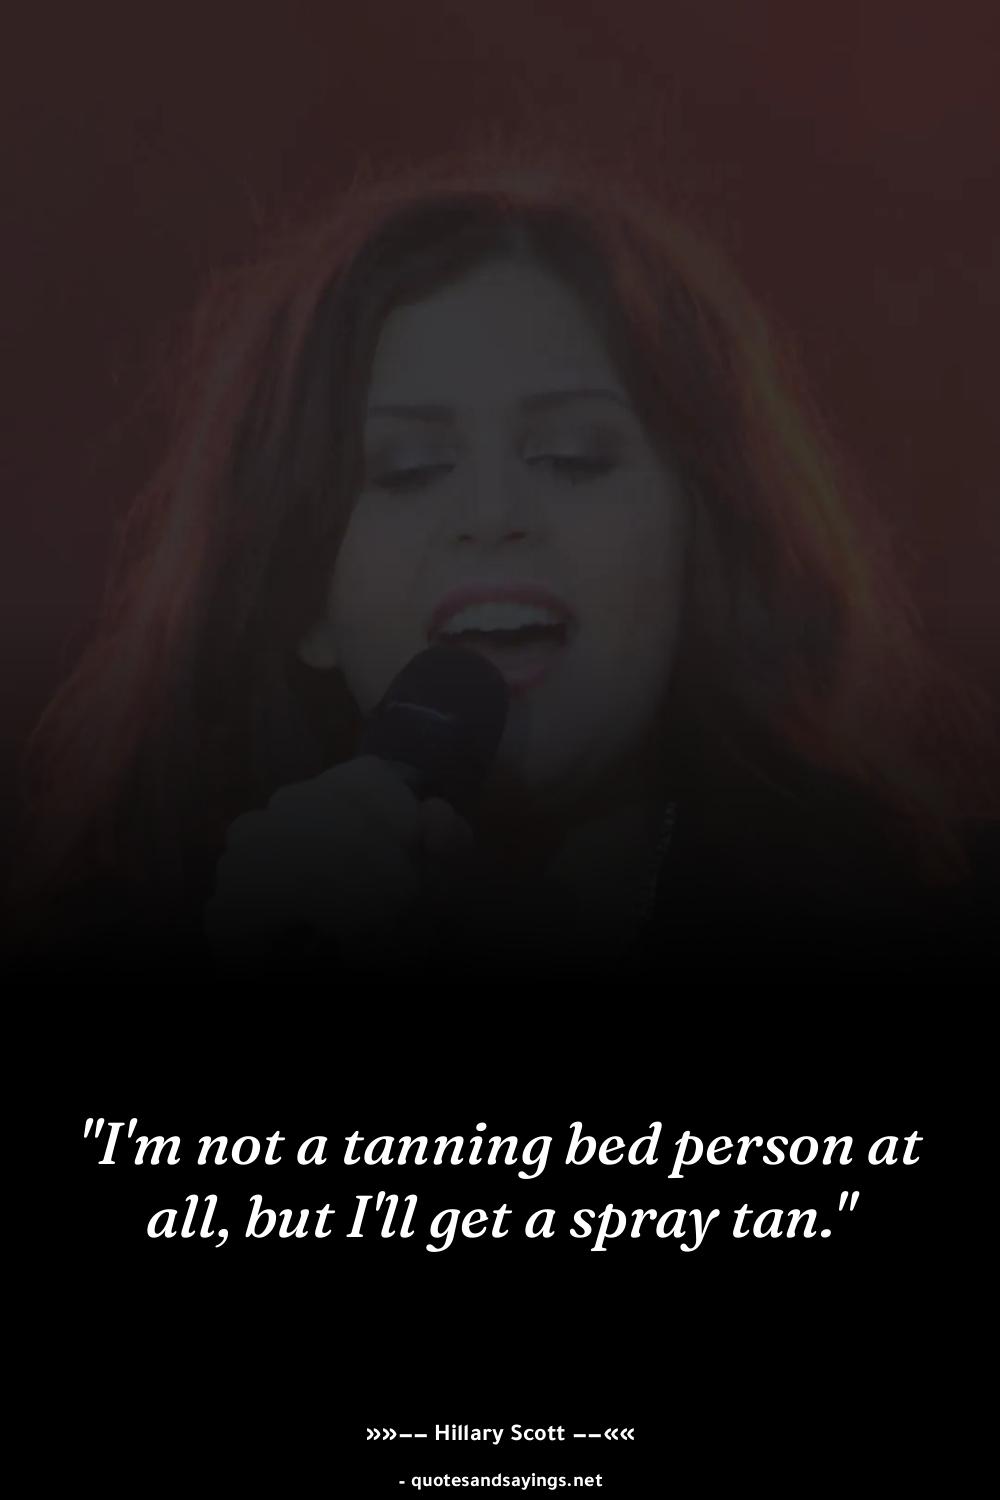 "I'm not a tanning bed person at
all, but I'll get a spray tan."
»»–– Hillary Scott ––««
- quotesandsayings.net